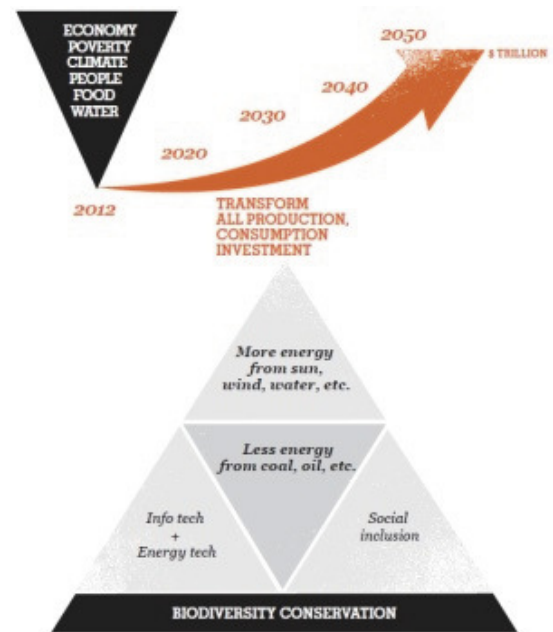 ECONOMY
POVERTY
CLIMATE
PEOPLE
FOOD
WATER
2012
2020
2030
2040
2050
$ TRILLION
TRANSFORM
ALL PRODUCTION,
CONSUMPTION
INVESTMENT
More energy
from sun,
wind, water, etc.
Less energy
from coal, oil, etc.
Info tech
+
Energy tech
Social
inclusion
BIODIVERSITY CONSERVATION